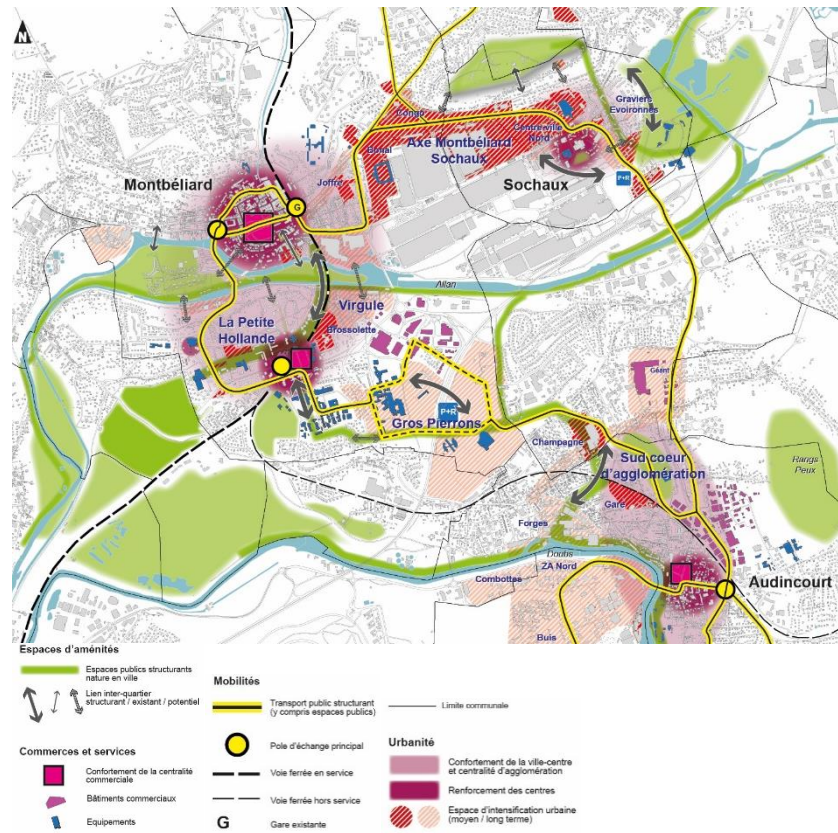 N
Graviers
Evoironnes
Congo
Centre ville
Nord
Axe Montbéliard
Sochaux
Bonal
Montbéliard
Joffre
Sochaux
P+R
G
Allan
Virgule
La Petite
Hollande
Brossolette
Géant
P+R
Gros Pierrons
Champagne
Sud coeur
d'agglomération
Rangs
Peux
Gare
Forges
Doubs
ZA Nord
Combottes
Audincourt
Buis
Espaces d'aménités
Espaces publics structurants
nature en ville
Lien inter-quartier
structurant / existant / potentiel
Commerces et services
Confortement de la centralité
commerciale
Bâtiments commerciaux
Equipements
Mobilités
Transport public structurant
(y compris espaces publics)
Pole d'échange principal
Voie ferrée en service
Voie ferrée hors service
G
Gare existante
Limite communale
Urbanité
Confortement de la ville-centre
et centralité d'agglomération
Renforcement des centres
Espace d'intensification urbaine
(moyen / long terme)